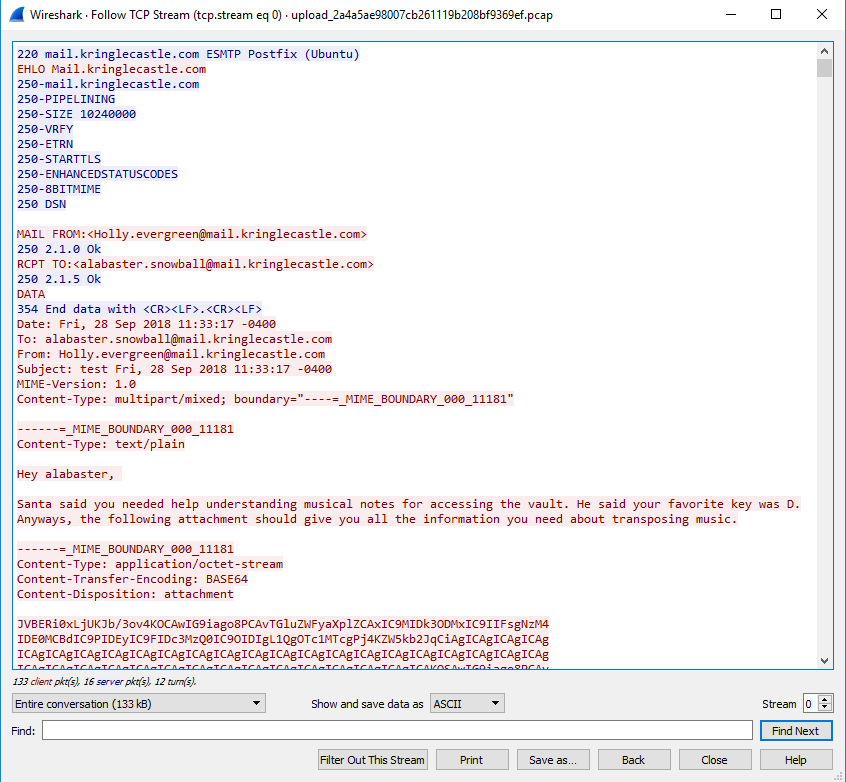 Wireshark · Follow TCP Stream (tcp.stream eq 0) · upload_2a4a5ae98007cb261119b208bf9369ef.pcap
220 mail.kringlecastle.com ESMTP Postfix (Ubuntu)
EHLO Mail.kringlecastle.com
250-mail.kringlecastle.com
250-PIPELINING
250-SIZE 10240000
250-VRFY
250-ETRN
250-STARTTLS
250-ENHANCEDSTATUSCODES
250-8BITMIME
250 DSN
MAIL FROM:<Holly.evergreen@mail.kringlecastle.com>
250 2.1.0 Ok
RCPT TO:<alabaster.snowball@mail.kringlecastle.com>
250 2.1.5 Ok
DATA
354 End data with <CR><LF>.<CR><LF>
Date: Fri, 28 Sep 2018 11:33:17 -0400
To: alabaster.snowball@mail.kringlecastle.com
From: Holly.evergreen@mail.kringlecastle.com
Subject: test Fri, 28 Sep 2018 11:33:17 -0400
MIME-Version: 1.0
Content-Type: multipart/mixed; boundary="----=_MIME_BOUNDARY_000_11181"
------=_MIME_BOUNDARY_000_11181
Content-Type: text/plain
Hey alabaster,
Santa said you needed help understanding musical notes for accessing the vault. He said your favorite key was D.
Anyways, the following attachment should give you all the information you need about transposing music.
------=_MIME_BOUNDARY_000_11181
Content-Type: application/octet-stream
Content-Transfer-Encoding: BASE64
Content-Disposition: attachment
JVBERi0xLjUKJb/3ov4KOCAwIG9iago8PCAvTGluZWFyaXplZCAxIC9MIDk3ODMxIC9IIFsgNzM4
IDE0MCBdIC9PIDEyIC9FIDc3MzQ0IC9OIDIgL1QgOTc1MTcgPj4KZW5kb2JqCiAgICAgICAgICAg
ICAgICAgICAgICAgICAgICAgICAgICAgICAgICAgICAgICAgICAgICAgICAgICAgICAgICAgICAg
133 client pkt(s), 16 server pkt(s), 12 turn(s).
Entire conversation (133 kB) Show and save data as ASCII Stream 0
Find: Find Next
Filter Out This Stream Print Save as... Back Close Help